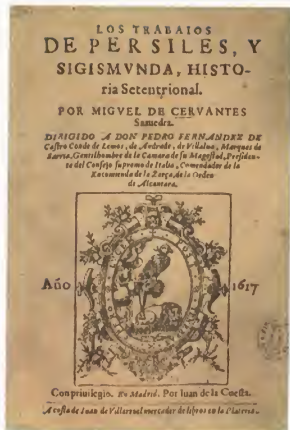 LOS TRABAIOS
DE PERSILES, Y
SIGISMVNDA, HISTO-
ria Setentrional.
POR MIGVEL DE CERVANTES
Saauedra.
DIRIGIDO A DON PEDRO FERNANDEZ DE
Castro Conde de Lemos, de Andrade, de Villalua, Marques de
Sarria, Gentilhombre de la Camara de su Magestad, Presiden-
te del Consejo supremo de Italia, Comendador de la
Encomienda de la Zarça, de la Orden
de Alcantara.
Año 1617
Con priuilegio. En Madrid. Por Iuan de la Cuesta.
A costa de Iuan de Villarroel mercader de libros en la Plateria.